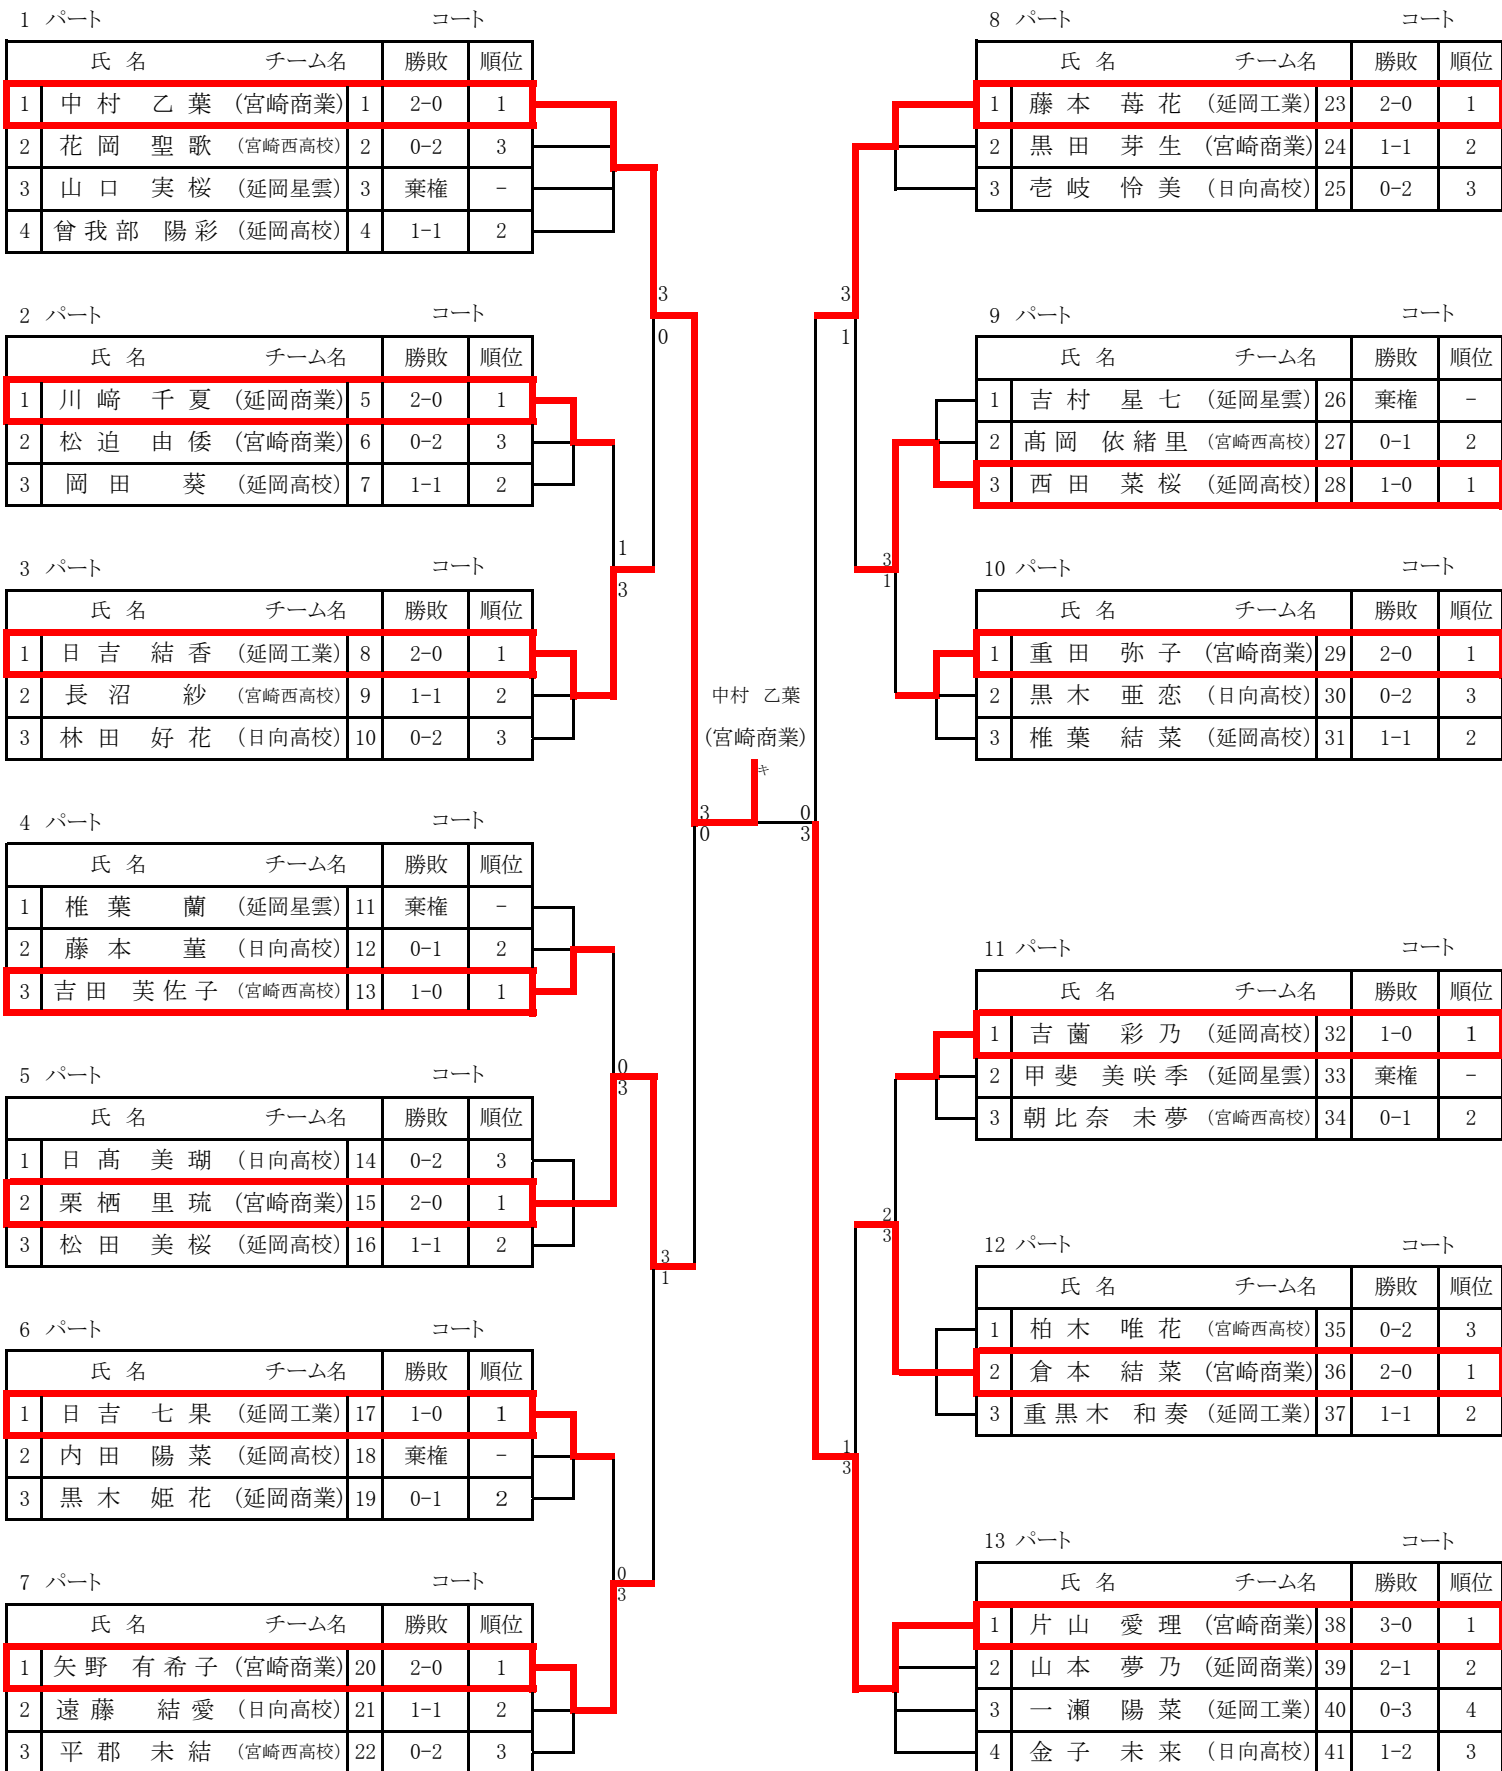 1 パート コート
氏 名 チーム名 勝敗 順位
1 中 村 乙 葉 (宮崎商業) 1 2-0 1
2 花 岡 聖 歌 (宮崎西高校) 2 0-2 3
3 山 口 実 桜 (延岡星雲) 3 棄権 -
4 曾 我 部 陽 彩 (延岡高校) 4 1-1 2
2 パート コート
氏 名 チーム名 勝敗 順位
1 川 﨑 千 夏 (延岡商業) 5 2-0 1
2 松 迫 由 倭 (宮崎商業) 6 0-2 3
3 岡 田 葵 (延岡高校) 7 1-1 2
3 パート コート
氏 名 チーム名 勝敗 順位
1 日 吉 結 香 (延岡工業) 8 2-0 1
2 長 沼 紗 (宮崎西高校) 9 1-1 2
3 林 田 好 花 (日向高校) 10 0-2 3
4 パート コート
氏 名 チーム名 勝敗 順位
1 椎 葉 蘭 (延岡星雲) 11 棄権 -
2 藤 本 菫 (日向高校) 12 0-1 2
3 吉 田 芙 佐 子 (宮崎西高校) 13 1-0 1
5 パート コート
氏 名 チーム名 勝敗 順位
1 日 髙 美 瑚 (日向高校) 14 0-2 3
2 栗 栖 里 琉 (宮崎商業) 15 2-0 1
3 松 田 美 桜 (延岡高校) 16 1-1 2
6 パート コート
氏 名 チーム名 勝敗 順位
1 日 吉 七 果 (延岡工業) 17 1-0 1
2 内 田 陽 菜 (延岡高校) 18 棄権 -
3 黒 木 姫 花 (延岡商業) 19 0-1 2
7 パート コート
氏 名 チーム名 勝敗 順位
1 矢 野 有 希 子 (宮崎商業) 20 2-0 1
2 遠 藤 結 愛 (日向高校) 21 1-1 2
3 平 郡 未 結 (宮崎西高校) 22 0-2 3
3
0
1
3
0
3
3
1
0
3
中村 乙葉
(宮崎商業)
キ
3 0
0 3
3
1
3
1
2
3
1
3
8 パート コート
氏 名 チーム名 勝敗 順位
1 藤 本 苺 花 (延岡工業) 23 2-0 1
2 黒 田 芽 生 (宮崎商業) 24 1-1 2
3 壱 岐 怜 美 (日向高校) 25 0-2 3
9 パート コート
氏 名 チーム名 勝敗 順位
1 吉 村 星 七 (延岡星雲) 26 棄権 -
2 髙 岡 依 緒 里 (宮崎西高校) 27 0-1 2
3 西 田 菜 桜 (延岡高校) 28 1-0 1
10 パート コート
氏 名 チーム名 勝敗 順位
1 重 田 弥 子 (宮崎商業) 29 2-0 1
2 黒 木 亜 恋 (日向高校) 30 0-2 3
3 椎 葉 結 菜 (延岡高校) 31 1-1 2
11 パート コート
氏 名 チーム名 勝敗 順位
1 吉 薗 彩 乃 (延岡高校) 32 1-0 1
2 甲 斐 美 咲 季 (延岡星雲) 33 棄権 -
3 朝 比 奈 未 夢 (宮崎西高校) 34 0-1 2
12 パート コート
氏 名 チーム名 勝敗 順位
1 柏 木 唯 花 (宮崎西高校) 35 0-2 3
2 倉 本 結 菜 (宮崎商業) 36 2-0 1
3 重 黒 木 和 奏 (延岡工業) 37 1-1 2
13 パート コート
氏 名 チーム名 勝敗 順位
1 片 山 愛 理 (宮崎商業) 38 3-0 1
2 山 本 夢 乃 (延岡商業) 39 2-1 2
3 一 瀬 陽 菜 (延岡工業) 40 0-3 4
4 金 子 未 来 (日向高校) 41 1-2 3